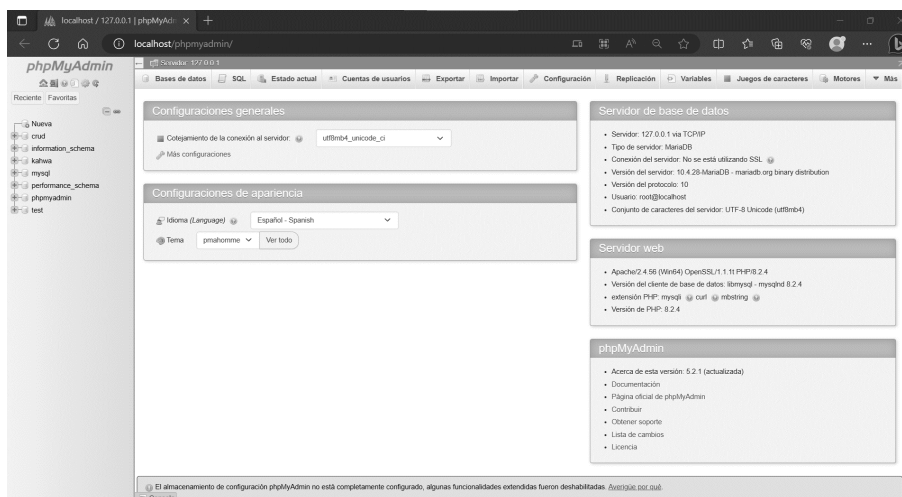 localhost / 127.0.0.1 | phpMyAdm
localhost/phpmyadmin/
phpMyAdmin
Reciente Favoritas
Nueva
crud
information_schema
kahwa
mysql
performance_schema
phpmyadmin
test
Servidor: 127.0.0.1
Bases de datos SQL Estado actual Cuentas de usuarios Exportar Importar Configuración Replicación Variables Juegos de caracteres Motores Más
Configuraciones generales
Cotejamiento de la conexión al servidor: utf8mb4_unicode_ci
Más configuraciones
Configuraciones de apariencia
Idioma (Language) Español - Spanish
Tema pmahomme Ver todo
Servidor de base de datos
Servidor: 127.0.0.1 via TCP/IP
Tipo de servidor: MariaDB
Conexión del servidor: No se está utilizando SSL
Versión del servidor: 10.4.28-MariaDB - mariadb.org binary distribution
Versión del protocolo: 10
Usuario: root@localhost
Conjunto de caracteres del servidor: UTF-8 Unicode (utf8mb4)
Servidor web
Apache/2.4.56 (Win64) OpenSSL/1.1.1t PHP/8.2.4
Versión del cliente de base de datos: libmysql - mysqlnd 8.2.4
extensión PHP: mysqli curl mbstring
Versión de PHP: 8.2.4
phpMyAdmin
Acerca de esta versión: 5.2.1 (actualizada)
Documentación
Página oficial de phpMyAdmin
Contribuir
Obtener soporte
Lista de cambios
Licencia
El almacenamiento de configuración phpMyAdmin no está completamente configurado, algunas funcionalidades extendidas fueron deshabilitadas. Averigüe por qué.